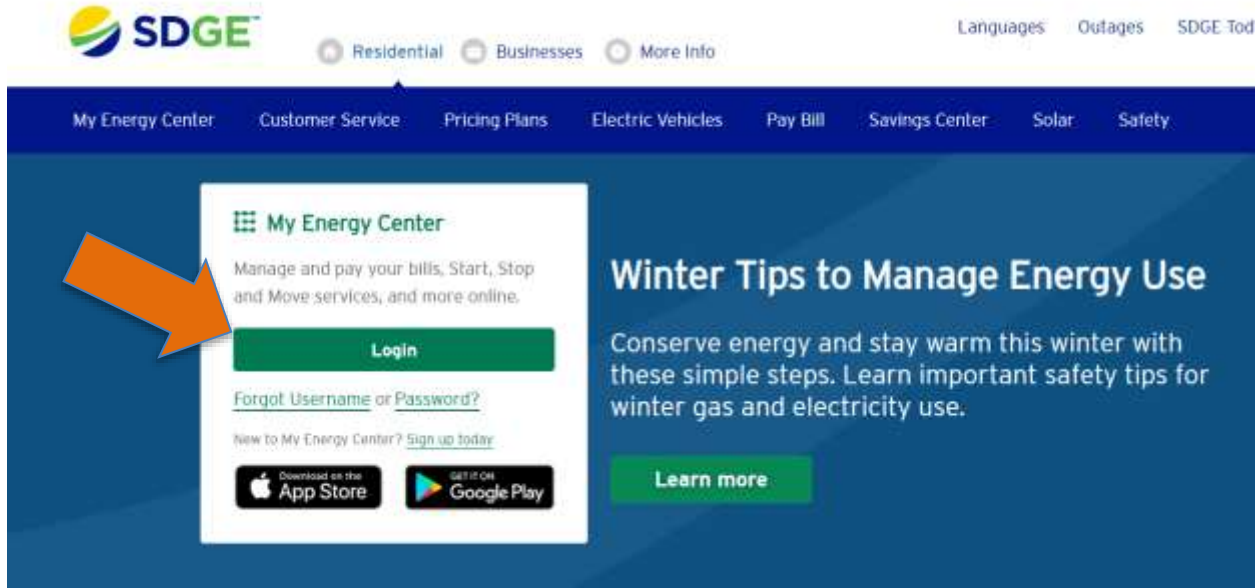 SDGE
Languages Outages SDGE Tod
Residential Businesses More Info
My Energy Center Customer Service Pricing Plans Electric Vehicles Pay Bill Savings Center Solar Safety
My Energy Center
Manage and pay your bills, Start, Stop
and Move services, and more online.
Login
Forgot Username or Password?
New to My Energy Center? Sign up today
Download on the
App Store
GET IT ON
Google Play
Winter Tips to Manage Energy Use
Conserve energy and stay warm this winter with
these simple steps. Learn important safety tips for
winter gas and electricity use.
Learn more